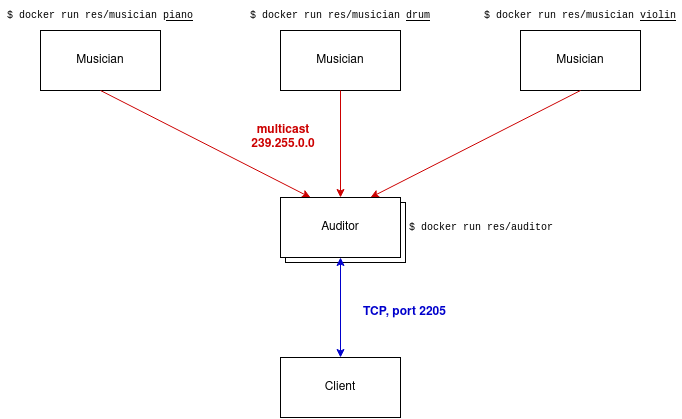 $ docker run res/musician piano
$ docker run res/musician drum
$ docker run res/musician violin
Musician
Musician
Musician
multicast
239.255.0.0
Auditor
$ docker run res/auditor
TCP, port 2205
Client